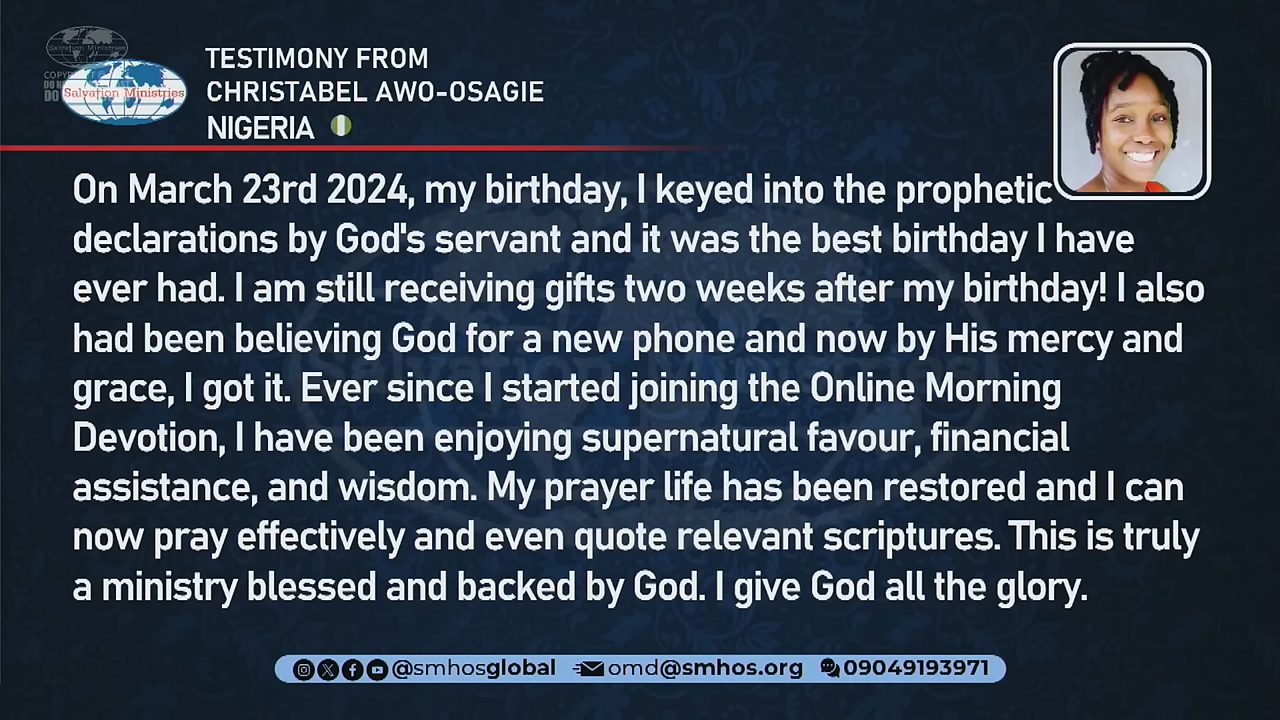 Salvation Ministries
COPY
DO N
DO
Salvation Ministries
TESTIMONY FROM
CHRISTABEL AWO-OSAGIE
NIGERIA
On March 23rd 2024, my birthday, I keyed into the prophetic
declarations by God's servant and it was the best birthday I have
ever had. I am still receiving gifts two weeks after my birthday! I also
had been believing God for a new phone and now by His mercy and
grace, I got it. Ever since I started joining the Online Morning
Devotion, I have been enjoying supernatural favour, financial
assistance, and wisdom. My prayer life has been restored and I can
now pray effectively and even quote relevant scriptures. This is truly
a ministry blessed and backed by God. I give God all the glory.
@smhosglobal omd@smhos.org 09049193971